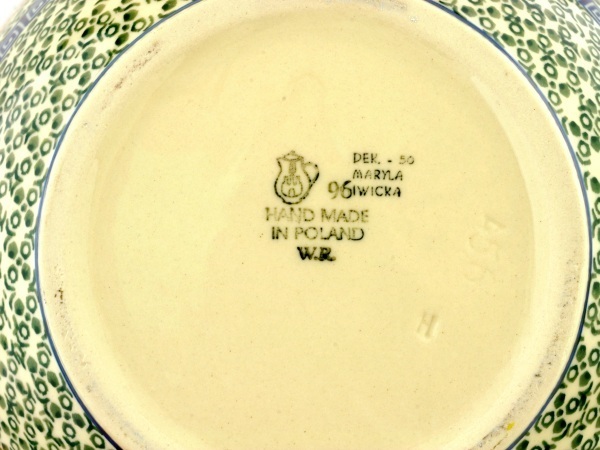 DEK. - 50
MARYLA
96 IWICKA
HAND MADE
IN POLAND
W.R.
H